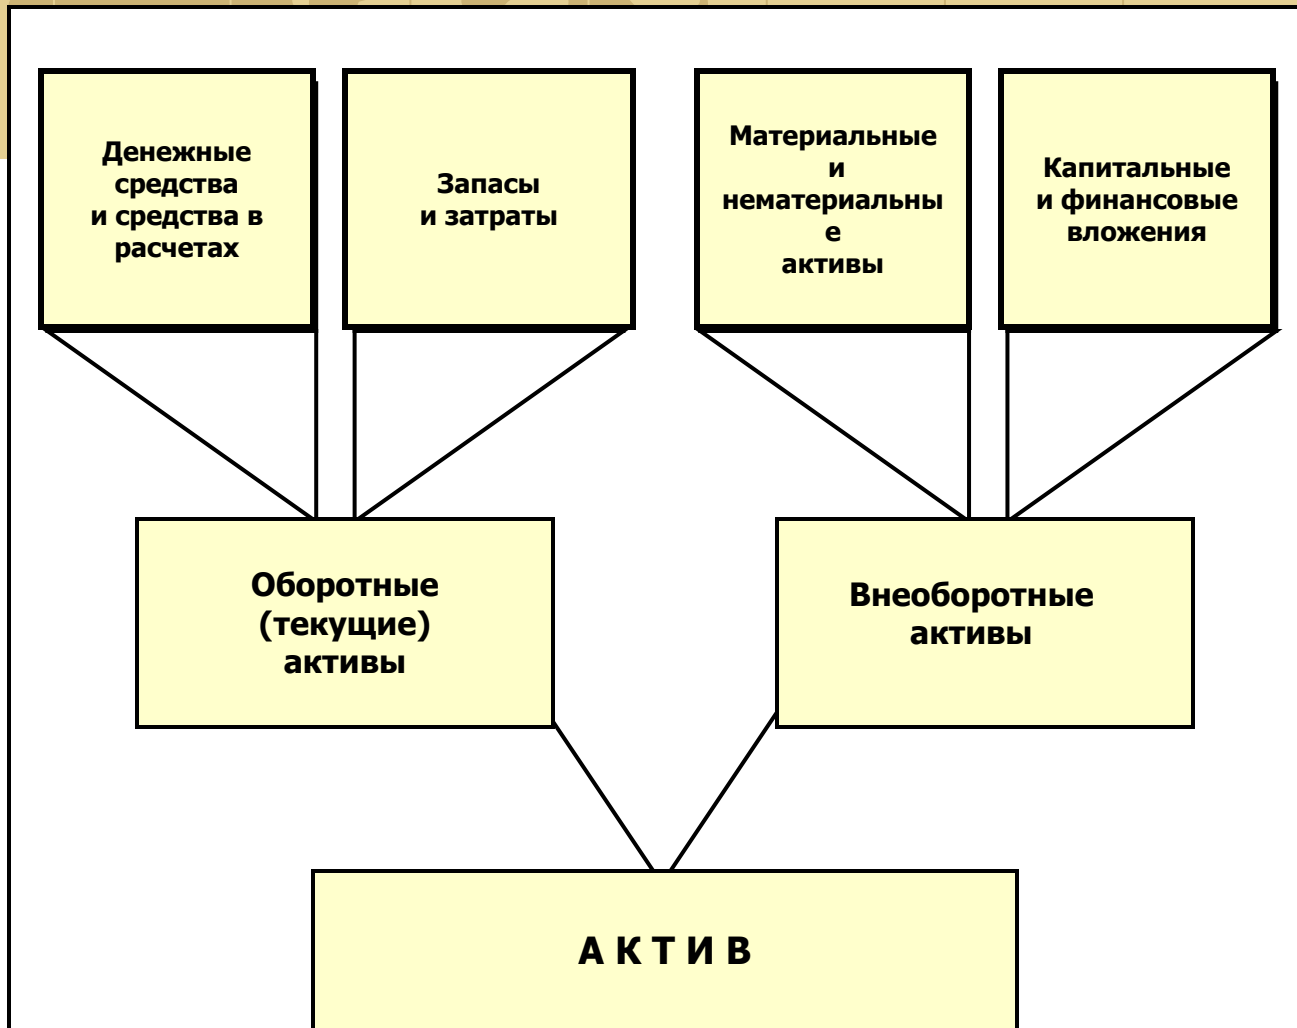 Денежные
средства
и средства в
расчетах
Запасы
и затраты
Материальные
и
нематериальны
е
активы
Капитальные
и финансовые
вложения
Оборотные
(текущие)
активы
Внеоборотные
активы
А К Т И В